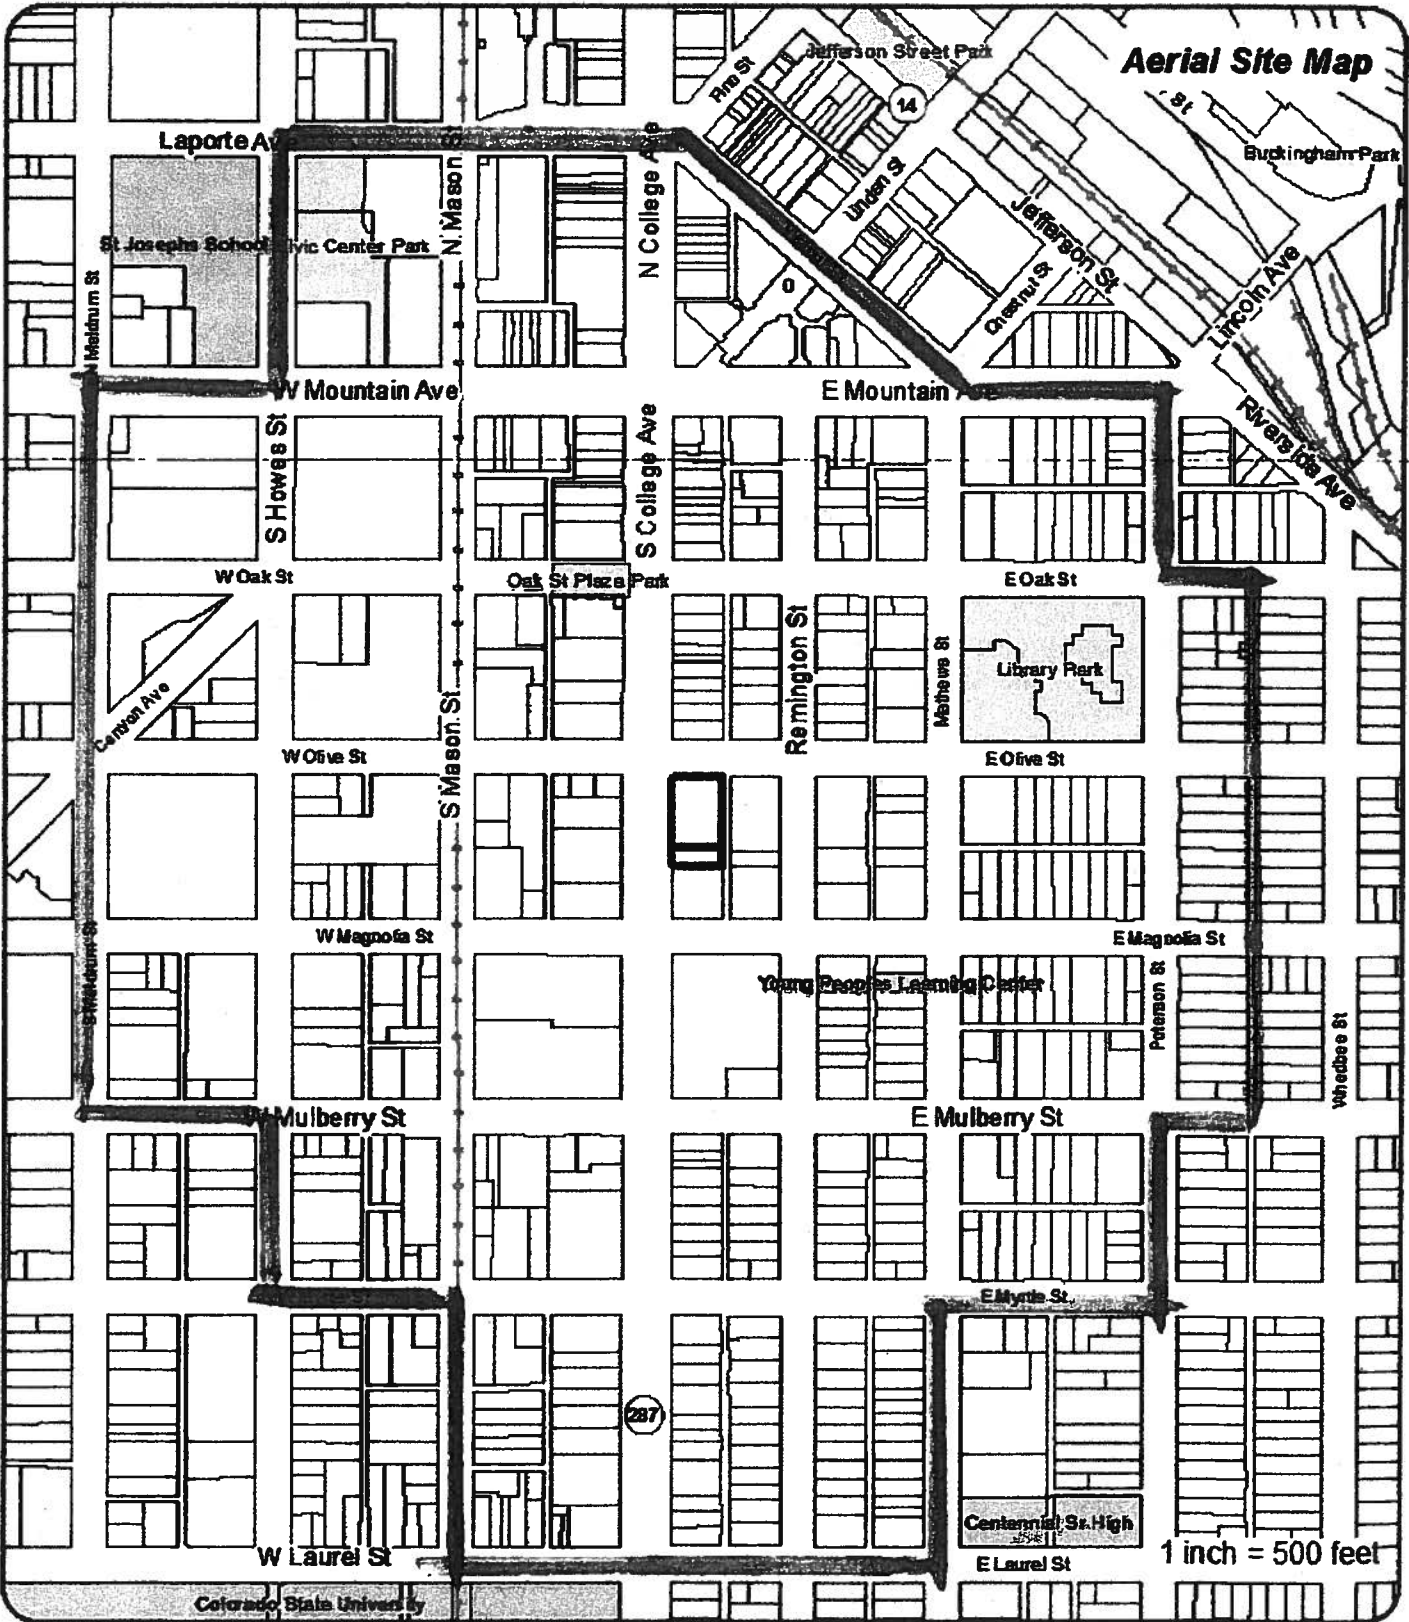 Aerial Site Map
Jefferson Street Park
Pine St
14
St
Laporte Ave
N Mason St
N College Ave
Linden St
Buckingham Park
St Josephs School
Civic Center Park
Jefferson St
N Meldrum St
Chestnut St
Lincoln Ave
0
W Mountain Ave
E Mountain Ave
S Howes St
S College Ave
Riverside Ave
W Oak St
Oak St Plaza Park
E Oak St
Remington St
Mathews St
Library Park
Canyon Ave
S Mason St
W Olive St
E Olive St
W Magnolia St
E Magnolia St
S Meldrum St
Young Peoples Learning Center
Peterson St
Whedbee St
W Mulberry St
E Mulberry St
E Myrtle St
287
Centennial Sr. High
W Laurel St
E Laurel St
1 inch = 500 feet
Colorado State University